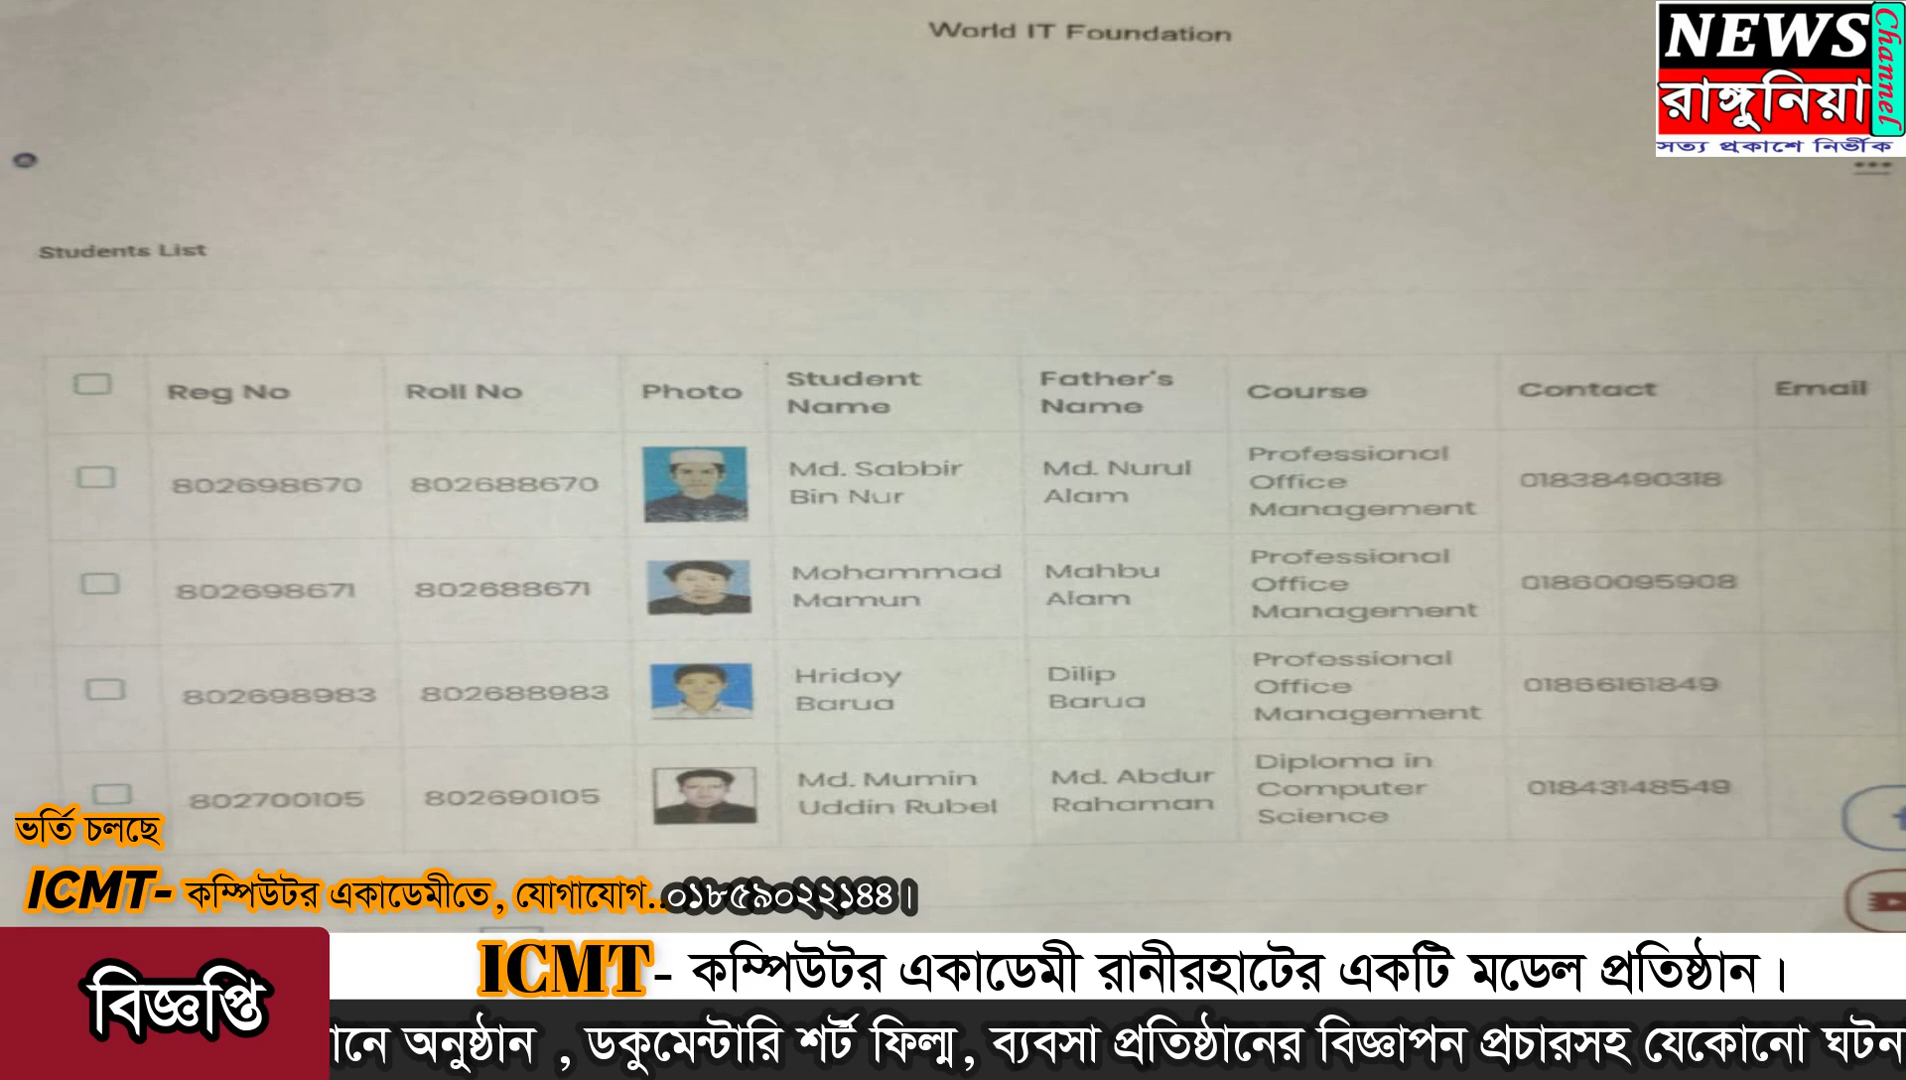 World IT Foundation
NEWS
Channel
রাঙ্গুনিয়া
সত্য প্রকাশে নির্ভীক
Students List
Reg No Roll No Photo Student Name Father's Name Course Contact Email
802698670 802688670 Md. Sabbir Bin Nur Md. Nurul Alam Professional Office Management 01838490318
802698671 802688671 Mohammad Mamun Mahbu Alam Professional Office Management 01860095908
802698983 802688983 Hridoy Barua Dilip Barua Professional Office Management 01866161849
802700105 802690105 Md. Mumin Uddin Rubel Md. Abdur Rahaman Diploma in Computer Science 01843148549
ভর্তি চলছে
ICMT- কম্পিউটর একাডেমীতে, যোগাযোগ..০১৮৫৯০২২১৪৪।
বিজ্ঞপ্তি
ICMT- কম্পিউটর একাডেমী রানীরহাটের একটি মডেল প্রতিষ্ঠান।
ানে অনুষ্ঠান , ডকুমেন্টারি শর্ট ফিল্ম, ব্যবসা প্রতিষ্ঠানের বিজ্ঞাপন প্রচারসহ যেকোনো ঘটন